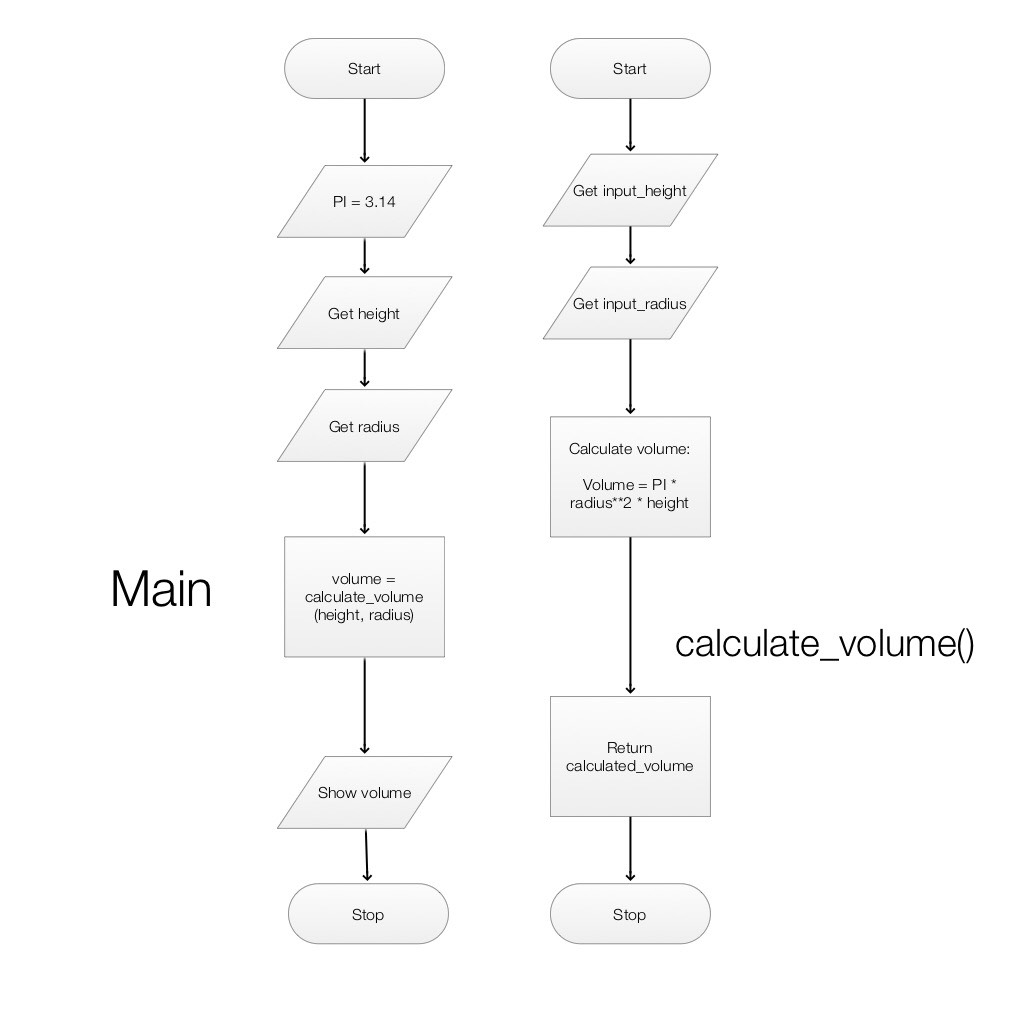 Start
PI = 3.14
Get height
Get radius
volume =
calculate_volume
(height, radius)
Show volume
Stop
Main
Start
Get input_height
Get input_radius
Calculate volume:
Volume = PI *
radius**2 * height
Return
calculated_volume
Stop
calculate_volume()